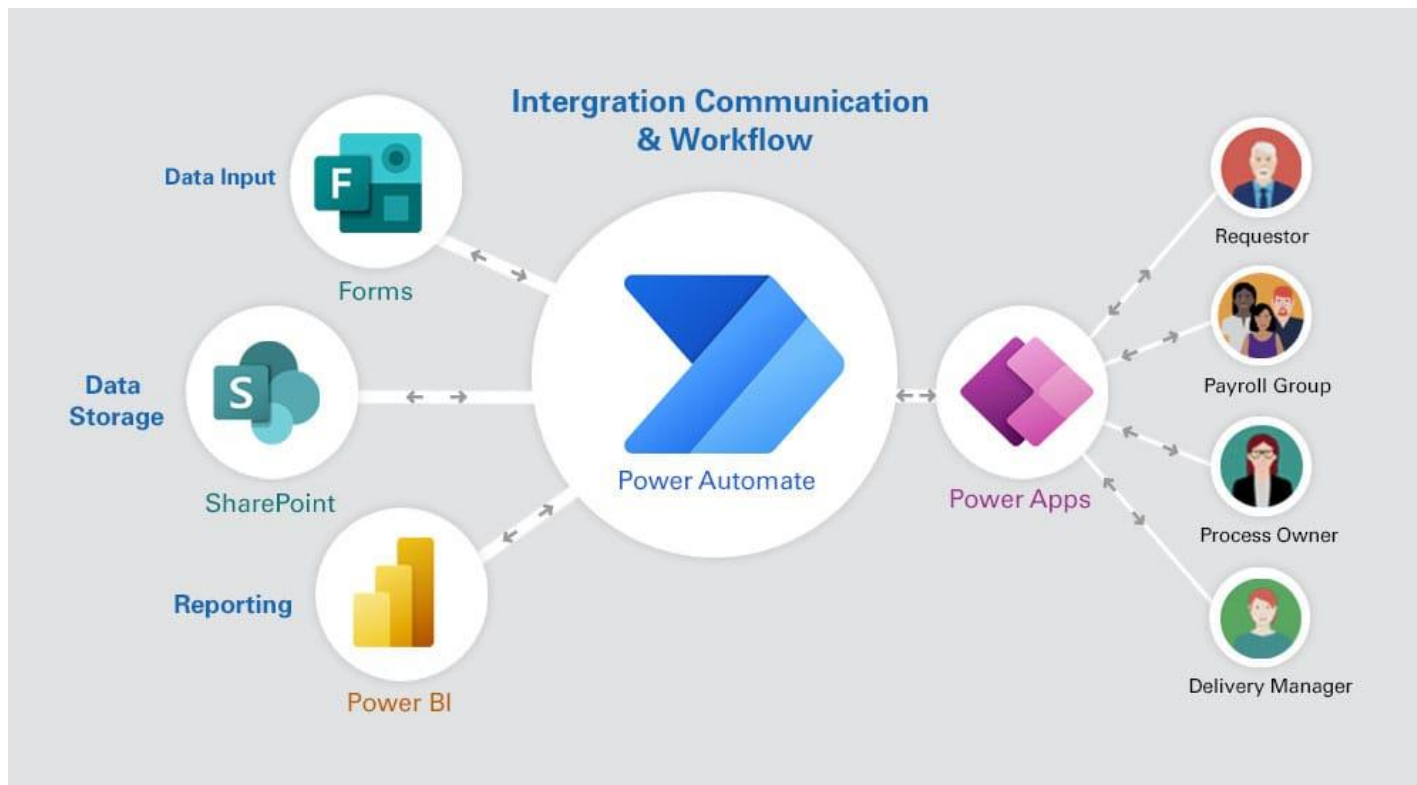 Intergration Communication
& Workflow
Data Input
F
Forms
Data
Storage
S
SharePoint
Reporting
Power BI
Power Automate
Power Apps
Requestor
Payroll Group
Process Owner
Delivery Manager